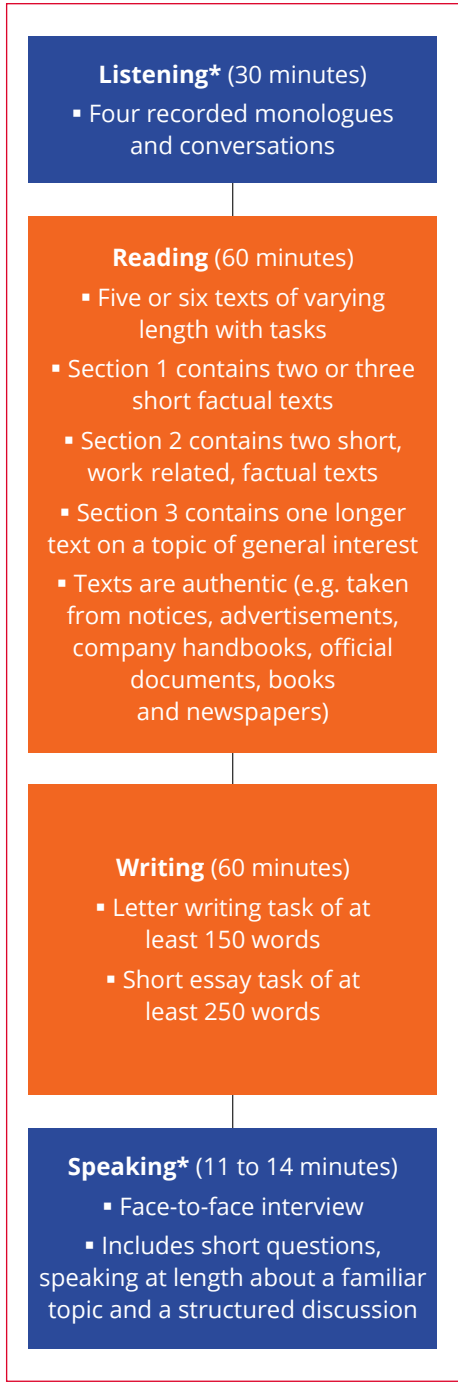 Listening* (30 minutes)
▪ Four recorded monologues
and conversations
Reading (60 minutes)
▪ Five or six texts of varying
length with tasks
▪ Section 1 contains two or three
short factual texts
▪ Section 2 contains two short,
work related, factual texts
▪ Section 3 contains one longer
text on a topic of general interest
▪ Texts are authentic (e.g. taken
from notices, advertisements,
company handbooks, official
documents, books
and newspapers)
Writing (60 minutes)
▪ Letter writing task of at
least 150 words
▪ Short essay task of at
least 250 words
Speaking* (11 to 14 minutes)
▪ Face-to-face interview
▪ Includes short questions,
speaking at length about a familiar
topic and a structured discussion